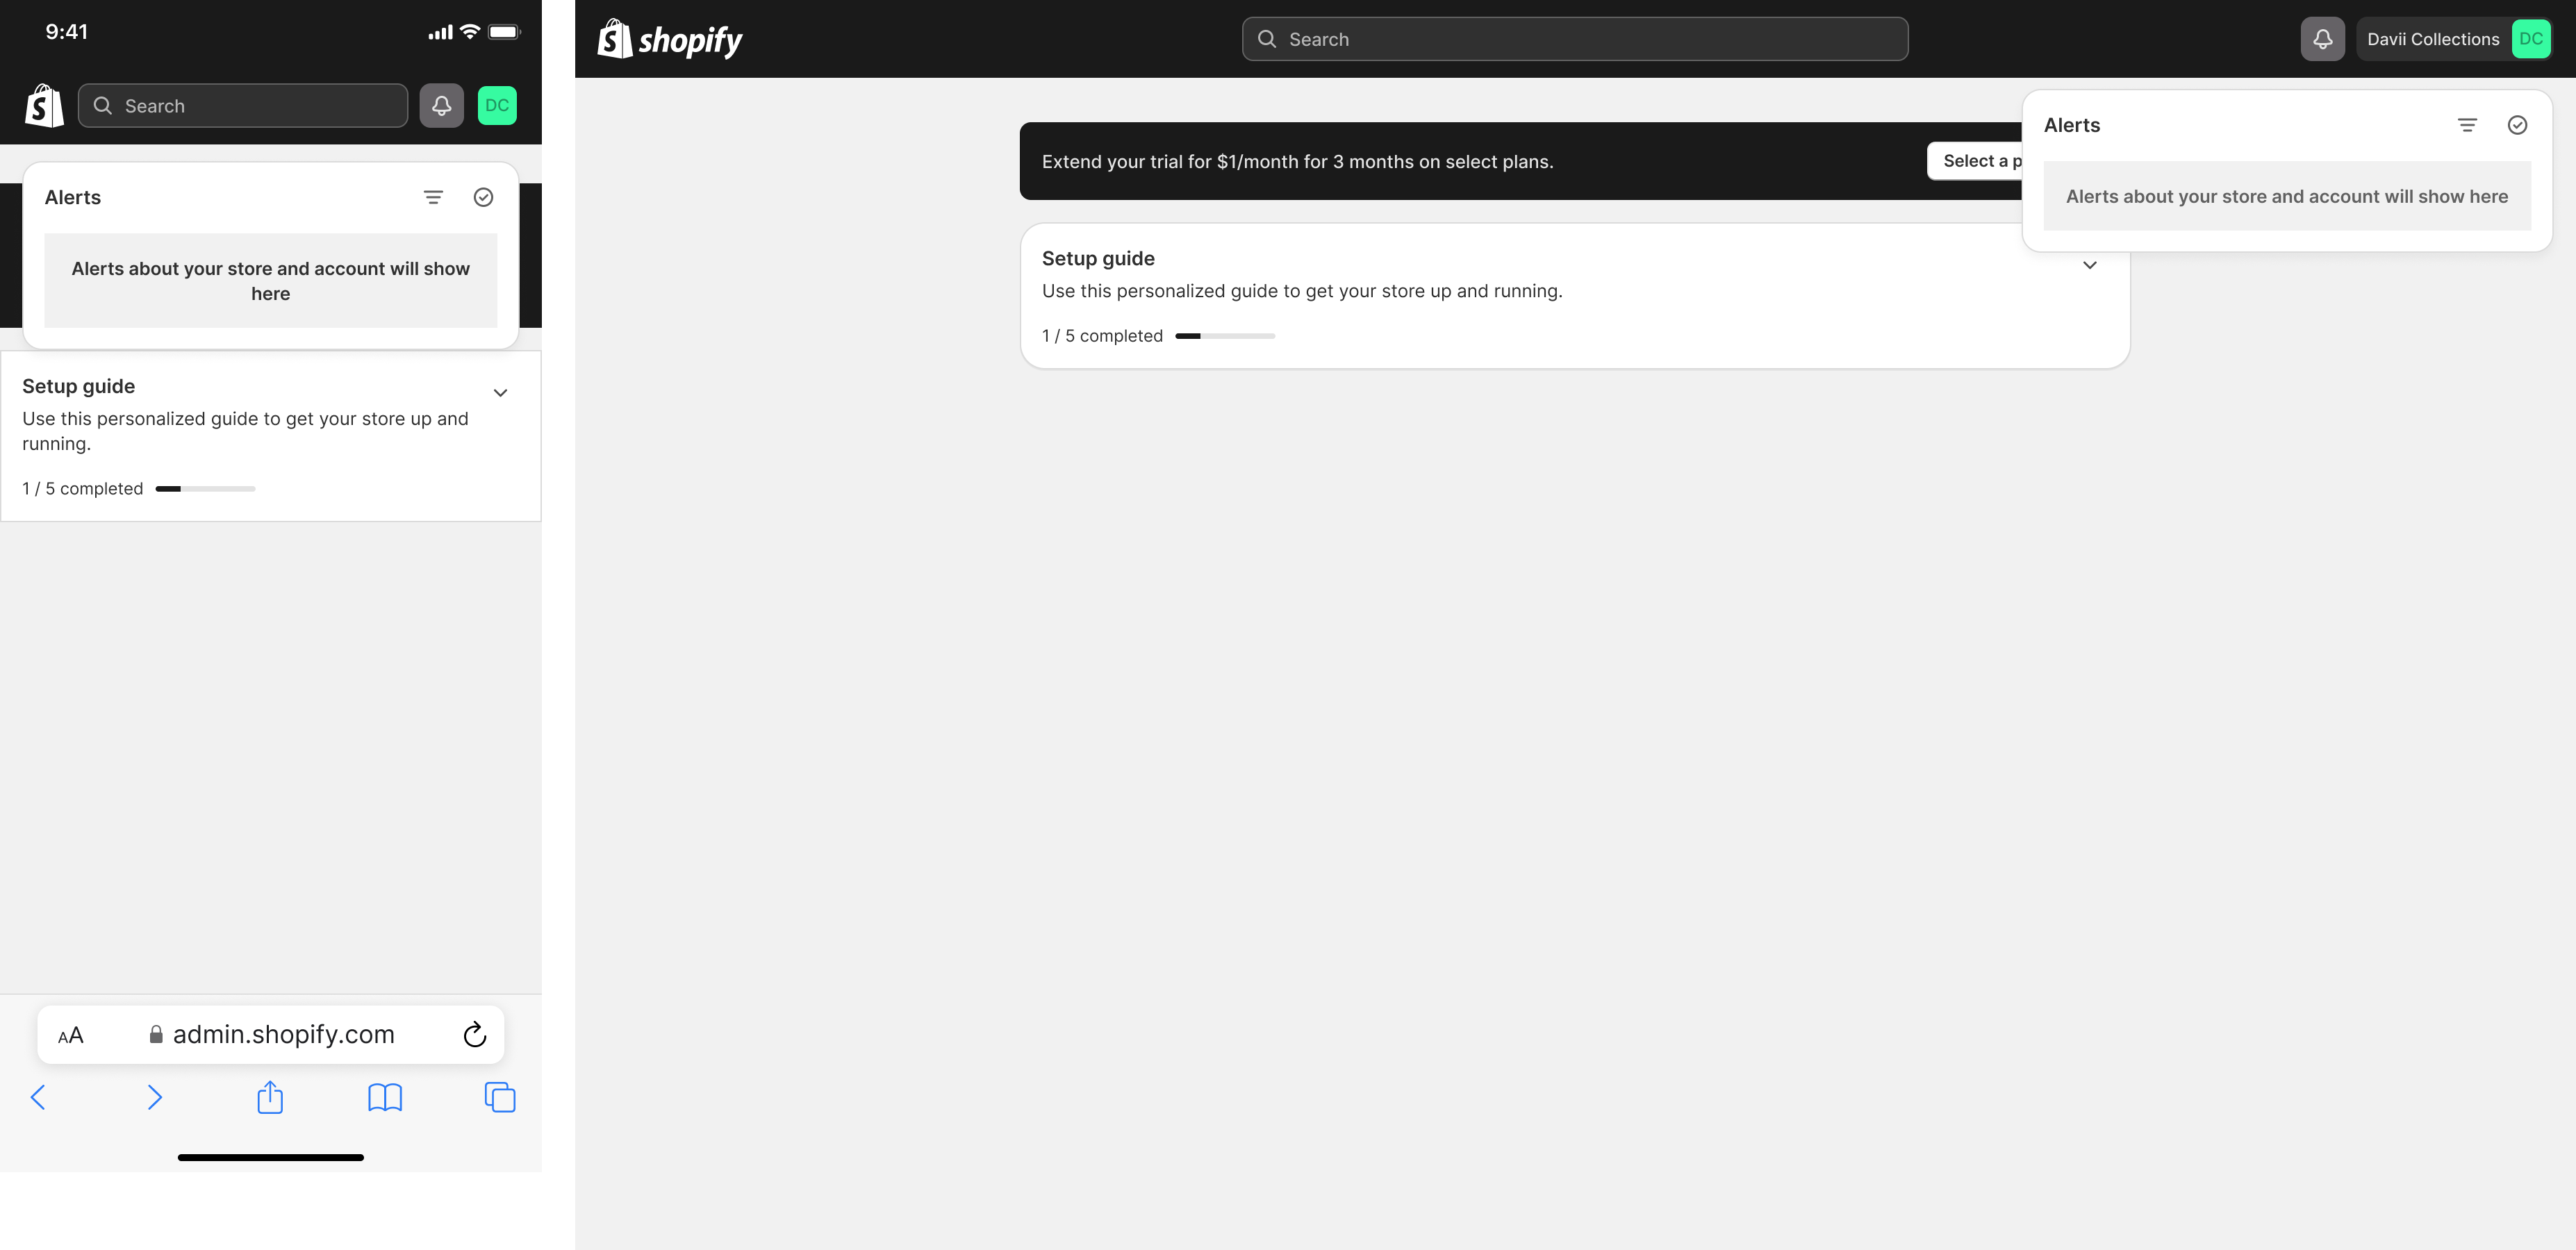 9:41
Search
DC
Alerts
Alerts about your store and account will show
here
Setup guide
Use this personalized guide to get your store up and
running.
1 / 5 completed
AA
admin.shopify.com
shopify
Search
Davii Collections
DC
Extend your trial for $1/month for 3 months on select plans.
Select a p
Alerts
Alerts about your store and account will show here
Setup guide
Use this personalized guide to get your store up and running.
1 / 5 completed